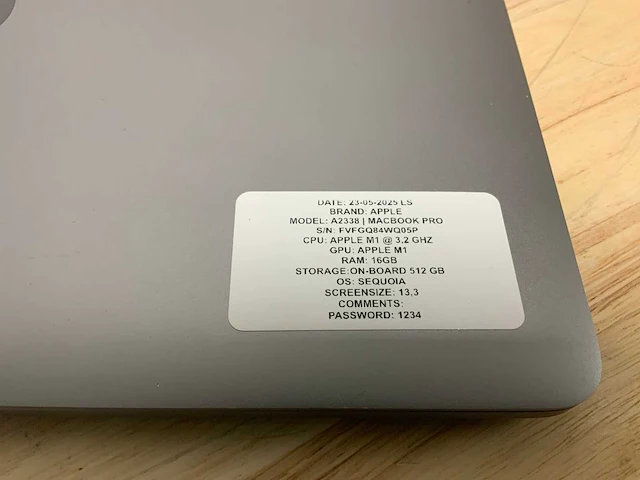 DATE: 23-05-2025 LS
BRAND: APPLE
MODEL: A2338 | MACBOOK PRO
S/N: FVFGQ84WQ05P
CPU: APPLE M1 @ 3,2 GHZ
GPU: APPLE M1
RAM: 16GB
STORAGE:ON-BOARD 512 GB
OS: SEQUOIA
SCREENSIZE: 13,3
COMMENTS:
PASSWORD: 1234